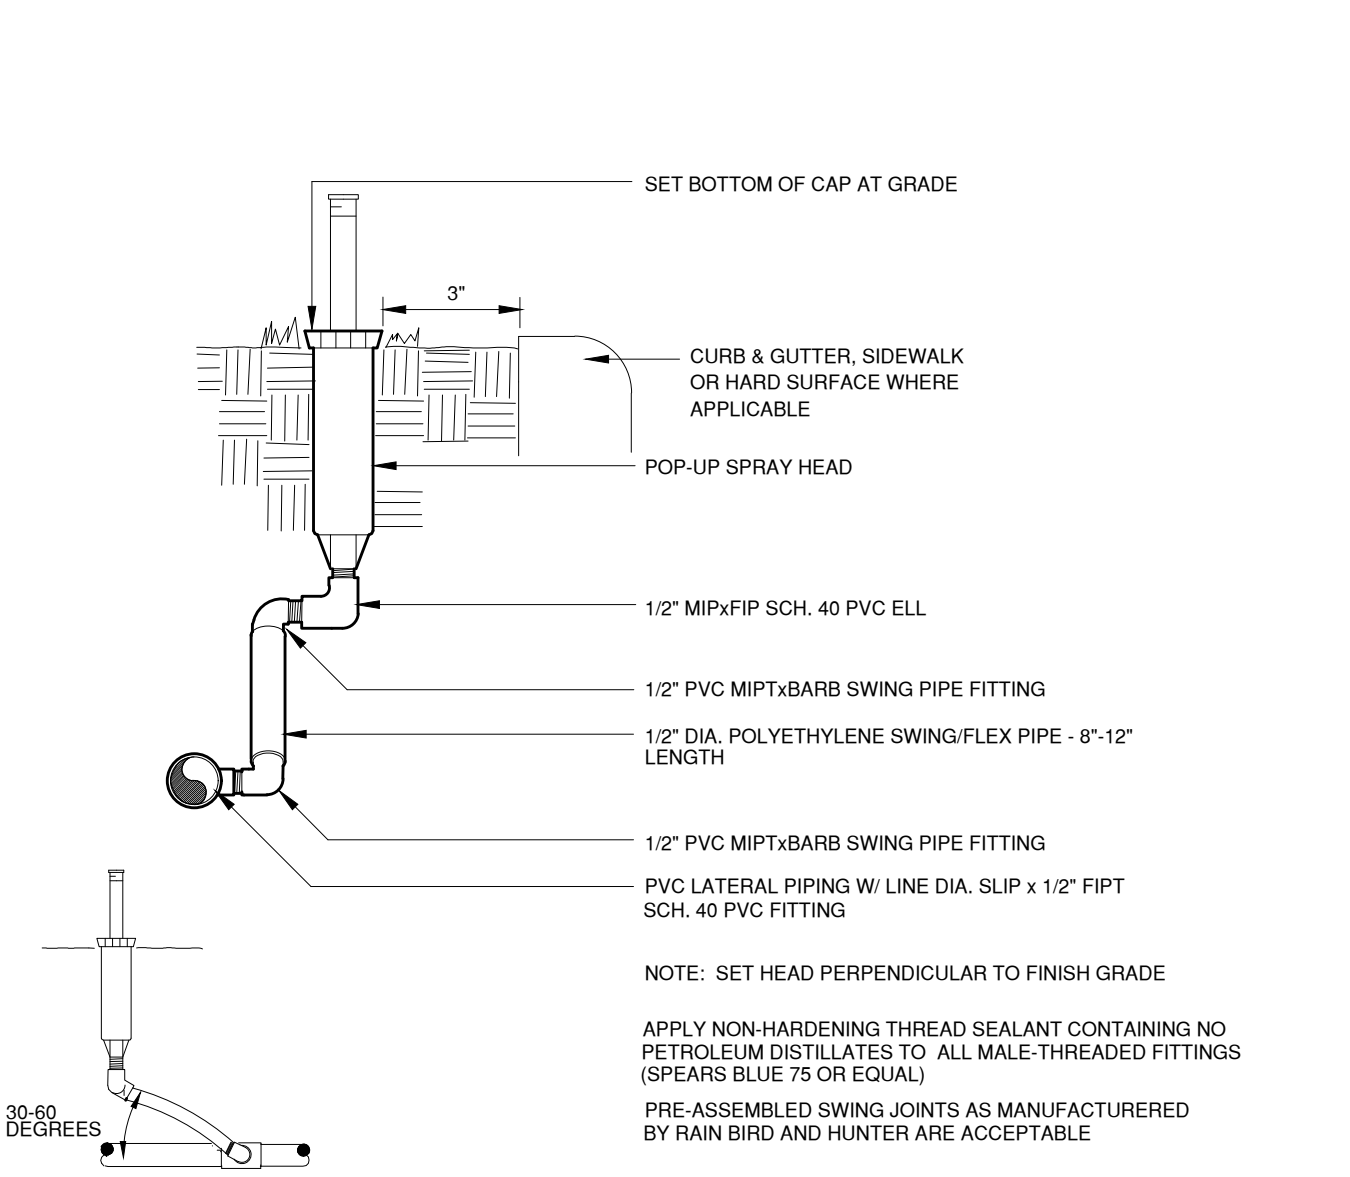 SET BOTTOM OF CAP AT GRADE
3"
CURB & GUTTER, SIDEWALK
OR HARD SURFACE WHERE
APPLICABLE
POP-UP SPRAY HEAD
1/2" MIPxFIP SCH. 40 PVC ELL
1/2" PVC MIPTxBARB SWING PIPE FITTING
1/2" DIA. POLYETHYLENE SWING/FLEX PIPE - 8"-12"
LENGTH
1/2" PVC MIPTxBARB SWING PIPE FITTING
PVC LATERAL PIPING W/ LINE DIA. SLIP x 1/2" FIPT
SCH. 40 PVC FITTING
NOTE:  SET HEAD PERPENDICULAR TO FINISH GRADE
APPLY NON-HARDENING THREAD SEALANT CONTAINING NO
PETROLEUM DISTILLATES TO  ALL MALE-THREADED FITTINGS
(SPEARS BLUE 75 OR EQUAL)
PRE-ASSEMBLED SWING JOINTS AS MANUFACTURERED
BY RAIN BIRD AND HUNTER ARE ACCEPTABLE
30-60
DEGREES